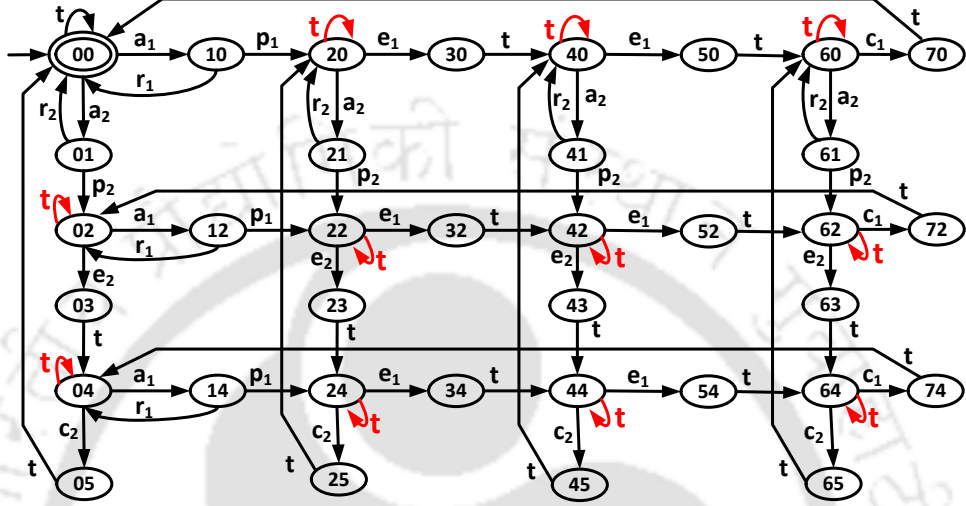 t t t t t
00 a₁ 10 p₁ 20 e₁ 30 t 40 e₁ 50 t 60 c₁ 70
r₁
r₂ a₂ r₂ a₂ r₂ a₂ r₂ a₂
01 21 41 61
p₂ p₂ p₂ p₂ t
t 02 a₁ 12 p₁ 22 e₁ 32 t 42 e₁ 52 t 62 c₁ 72
r₁
e₂ e₂ t e₂ t e₂ t
03 23 43 63
t t t t t
t 04 a₁ 14 p₁ 24 e₁ 34 t 44 e₁ 54 t 64 c₁ 74
r₁
c₂ c₂ t c₂ t c₂ t
t 05 t 25 t 45 t 65